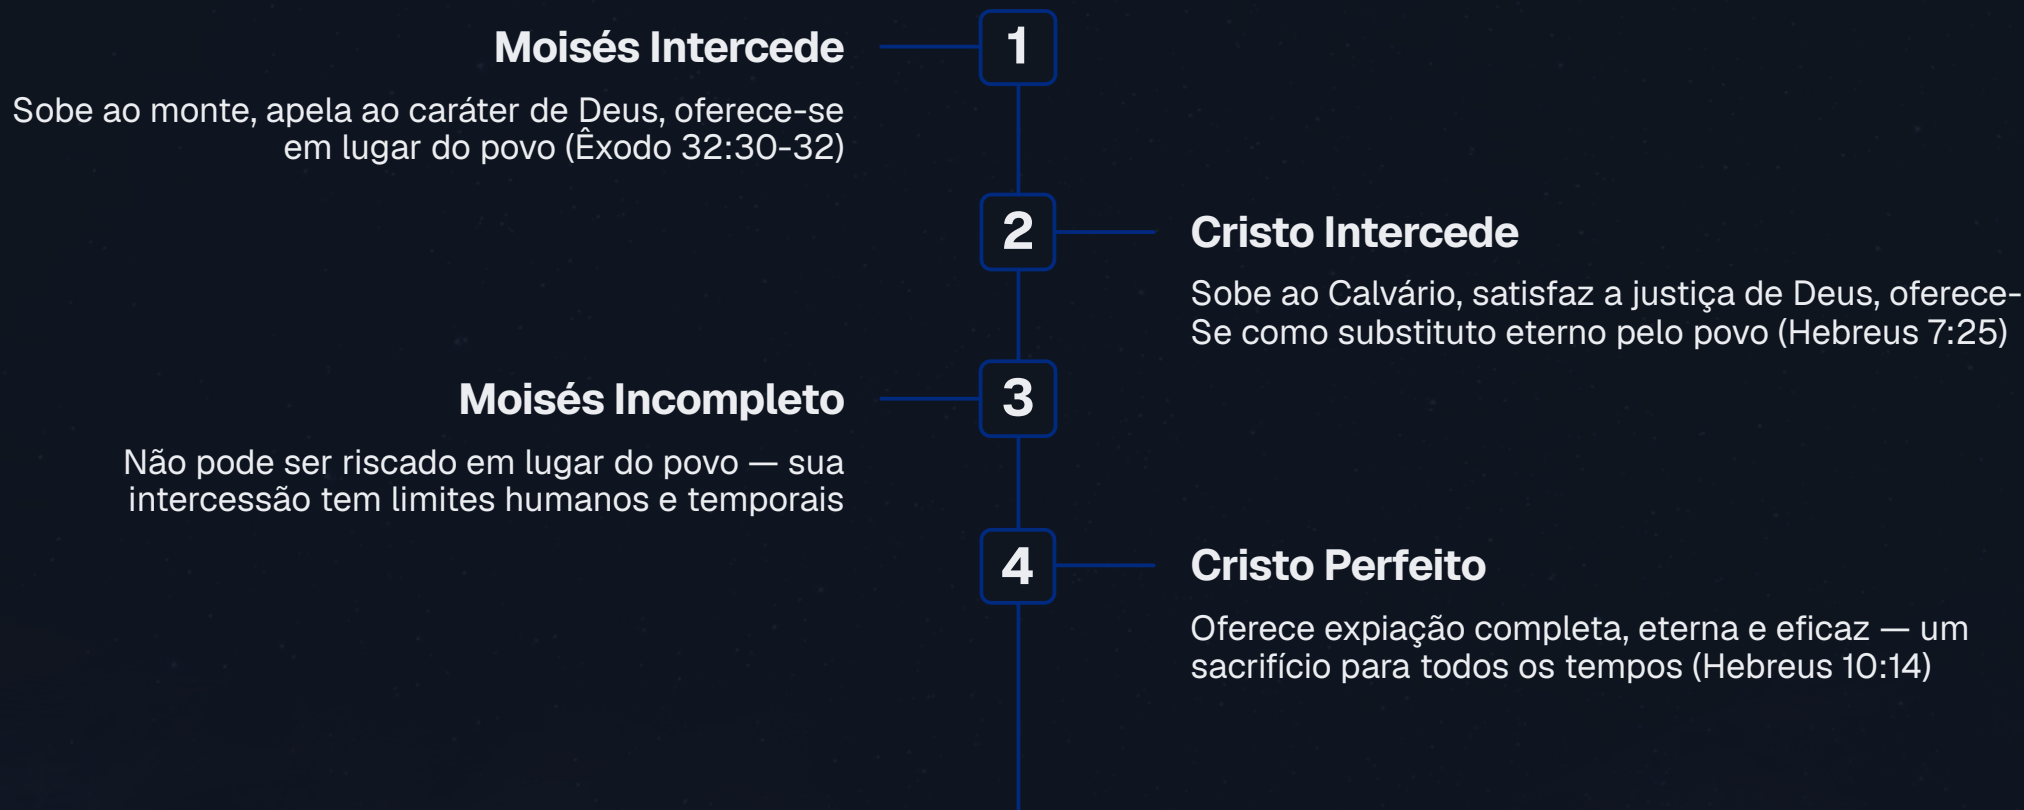 Moisés Intercede
1
Sobe ao monte, apela ao caráter de Deus, oferece-se
em lugar do povo (Êxodo 32:30-32)
2
Cristo Intercede
Sobe ao Calvário, satisfaz a justiça de Deus, oferece-
Se como substituto eterno pelo povo (Hebreus 7:25)
Moisés Incompleto
3
Não pode ser riscado em lugar do povo — sua
intercessão tem limites humanos e temporais
4
Cristo Perfeito
Oferece expiação completa, eterna e eficaz — um
sacrifício para todos os tempos (Hebreus 10:14)